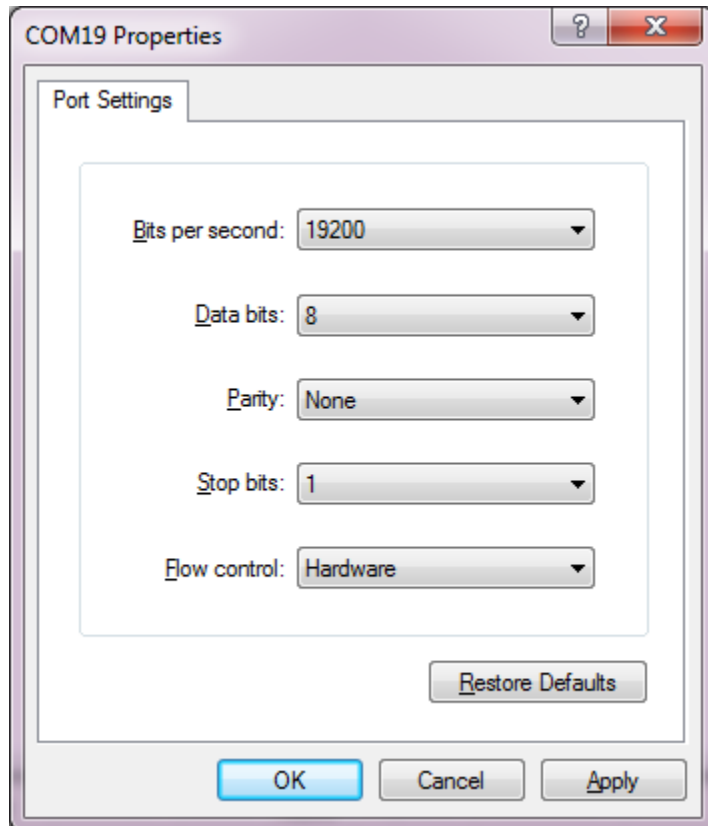 COM19 Properties
Port Settings
Bits per second: 19200
Data bits: 8
Parity: None
Stop bits: 1
Flow control: Hardware
Restore Defaults
OK Cancel Apply